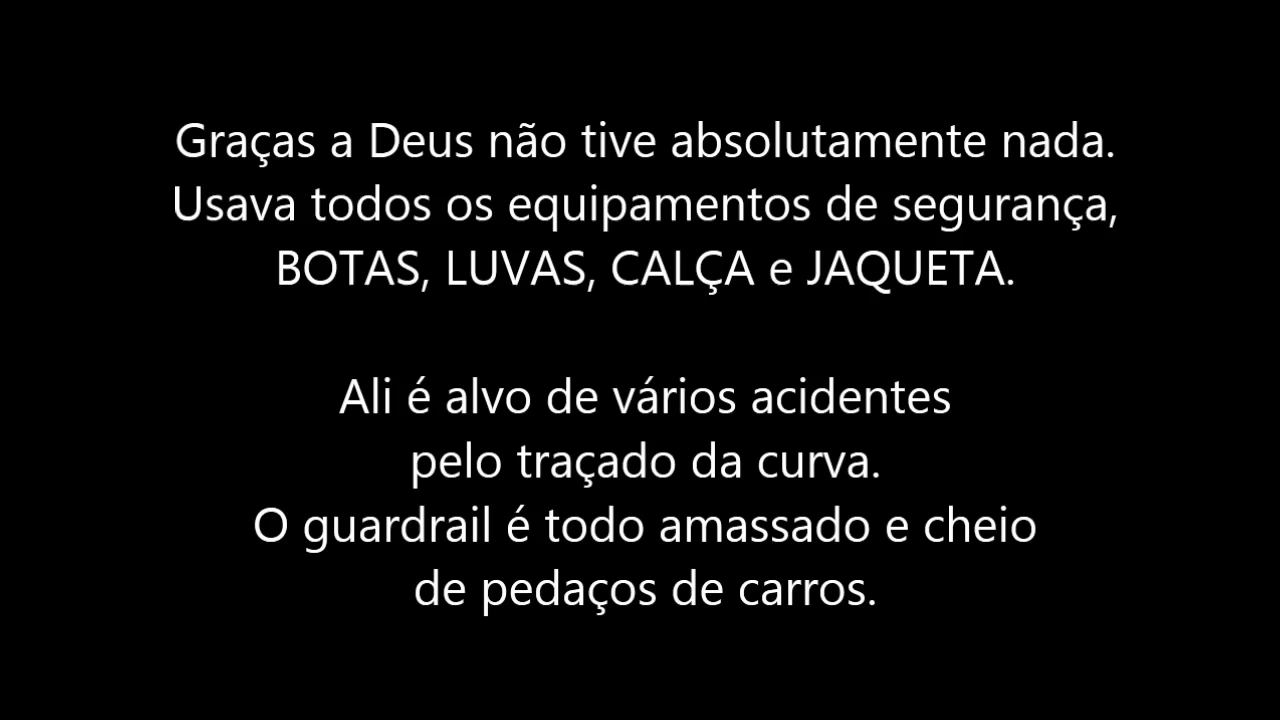 Graças a Deus não tive absolutamente nada.
Usava todos os equipamentos de segurança,
BOTAS, LUVAS, CALÇA e JAQUETA.
Ali é alvo de vários acidentes
pelo traçado da curva.
O guardrail é todo amassado e cheio
de pedaços de carros.